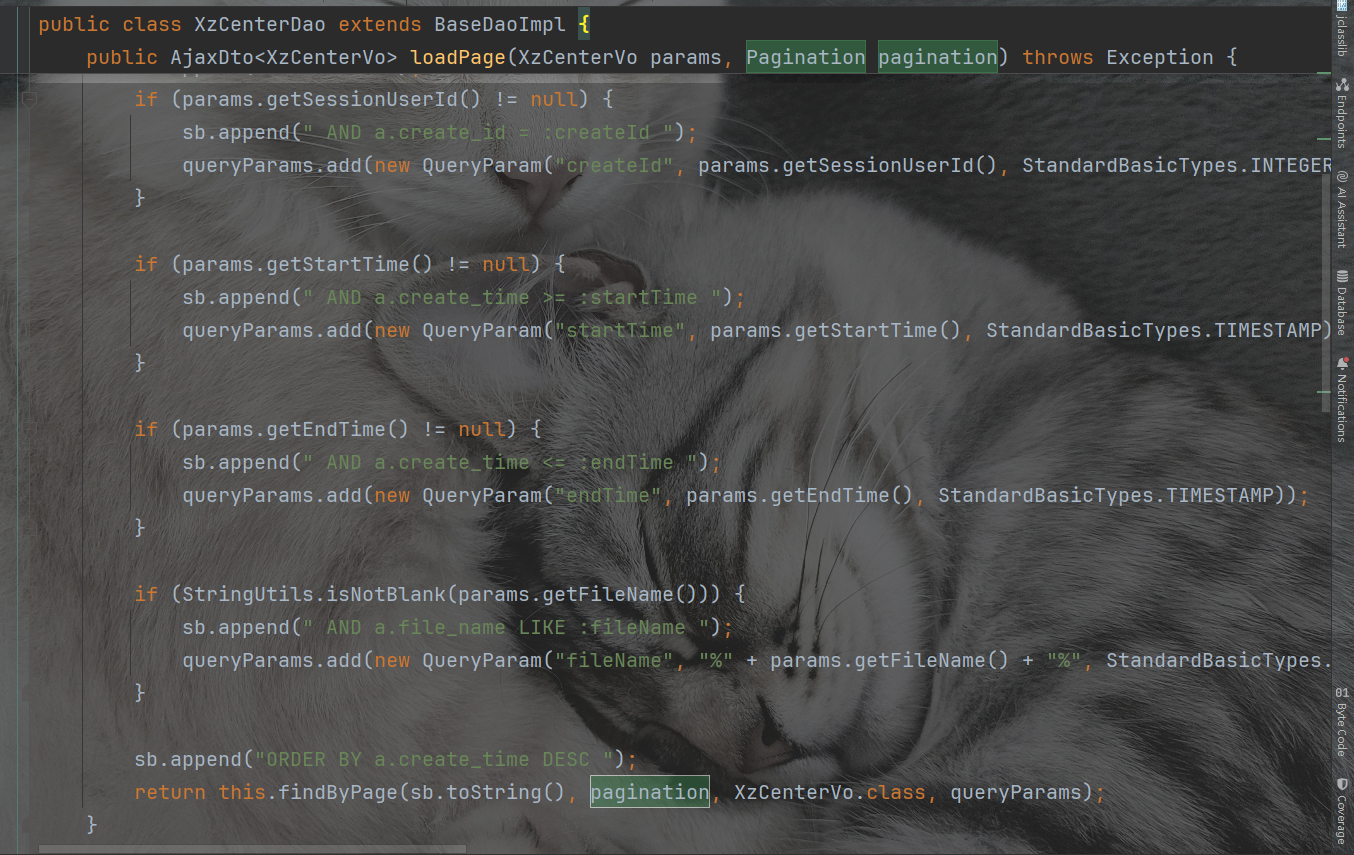 public class XzCenterDao extends BaseDaoImpl {
public AjaxDto<XzCenterVo> loadPage(XzCenterVo params, Pagination pagination) throws Exception {
if (params.getSessionUserId() != null) {
sb.append(" AND a.create_id = :createId ");
queryParams.add(new QueryParam("createId", params.getSessionUserId(), StandardBasicTypes.INTEGER
}
if (params.getStartTime() != null) {
sb.append(" AND a.create_time >= :startTime ");
queryParams.add(new QueryParam("startTime", params.getStartTime(), StandardBasicTypes.TIMESTAMP)
}
if (params.getEndTime() != null) {
sb.append(" AND a.create_time <= :endTime ");
queryParams.add(new QueryParam("endTime", params.getEndTime(), StandardBasicTypes.TIMESTAMP));
}
if (StringUtils.isNotBlank(params.getFileName())) {
sb.append(" AND a.file_name LIKE :fileName ");
queryParams.add(new QueryParam("fileName", "%" + params.getFileName() + "%", StandardBasicTypes.
}
sb.append("ORDER BY a.create_time DESC ");
return this.findByPage(sb.toString(), pagination, XzCenterVo.class, queryParams);
}
jclasslib
Endpoints
AI Assistant
Database
Notifications
01 Byte Code
Coverage